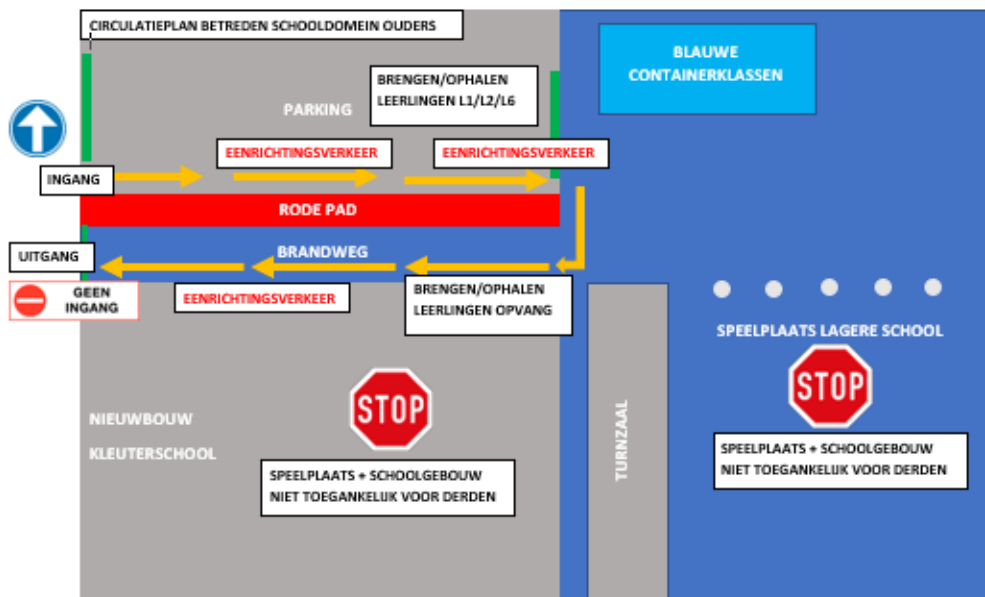 CIRCULATIEPLAN BETREDEN SCHOOLDOMEIN OUDERS
BLAUWE
CONTAINERKLASSEN
BRENGEN/OPHALEN
LEERLINGEN L1/L2/L6
PARKING
EENRICHTINGSVERKEER
EENRICHTINGSVERKEER
INGANG
RODE PAD
UITGANG
BRANDWEG
GEEN
INGANG
EENRICHTINGSVERKEER
BRENGEN/OPHALEN
LEERLINGEN OPVANG
SPEELPLAATS LAGERE SCHOOL
STOP
STOP
NIEUWBOUW
KLEUTERSCHOOL
TURNZAAL
SPEELPLAATS + SCHOOLGEBOUW
NIET TOEGANKELIJK VOOR DERDEN
SPEELPLAATS + SCHOOLGEBOUW
NIET TOEGANKELIJK VOOR DERDEN